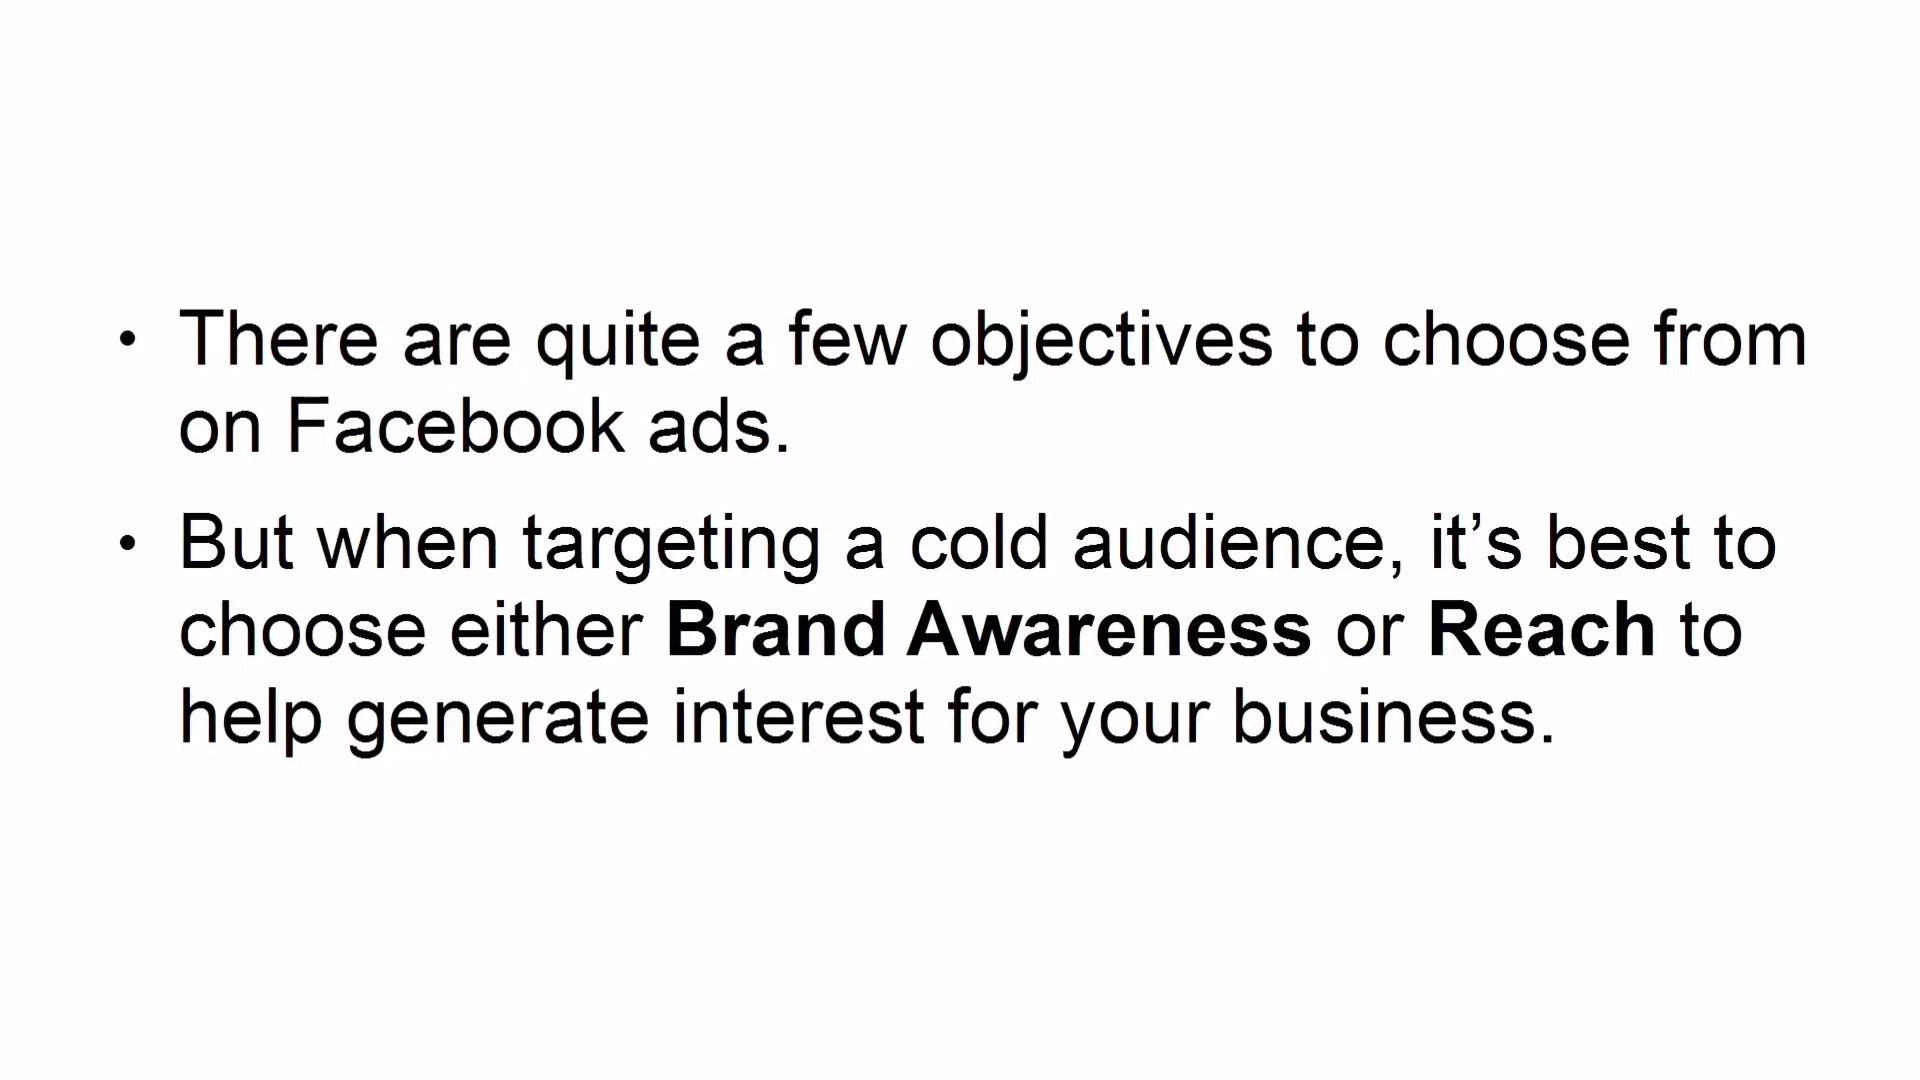 • There are quite a few objectives to choose from
on Facebook ads.
• But when targeting a cold audience, it’s best to
choose either Brand Awareness or Reach to
help generate interest for your business.